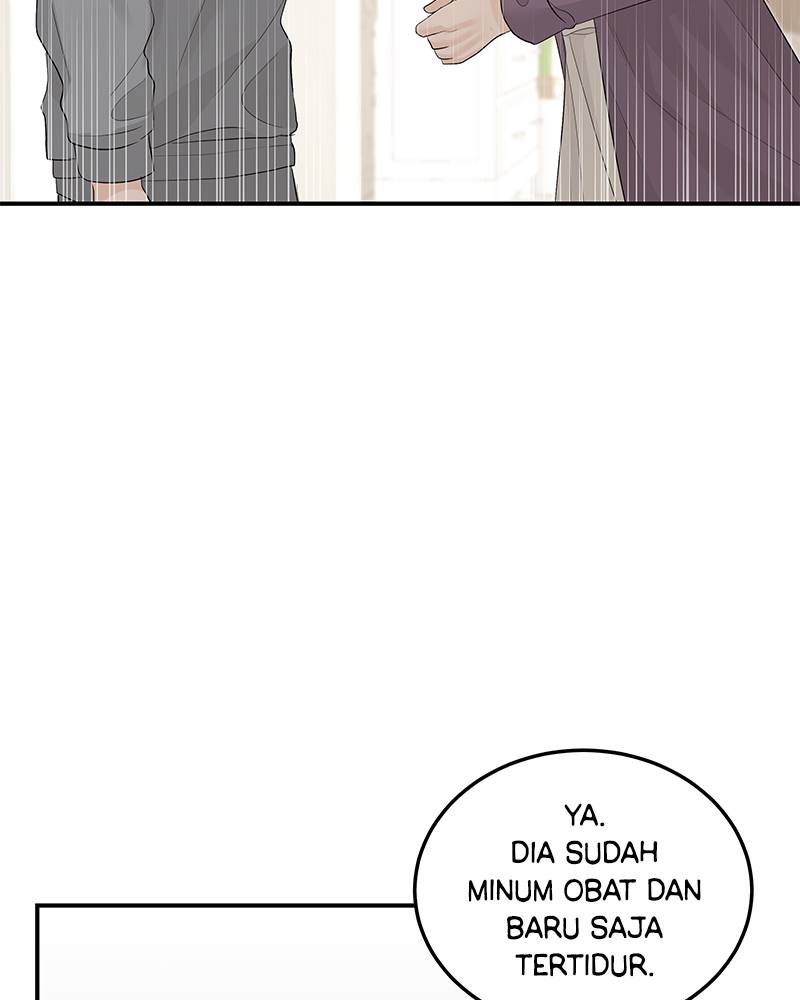 YA.
DIA SUDAH
MINUM OBAT DAN
BARU SAJA
TERTIDUR.